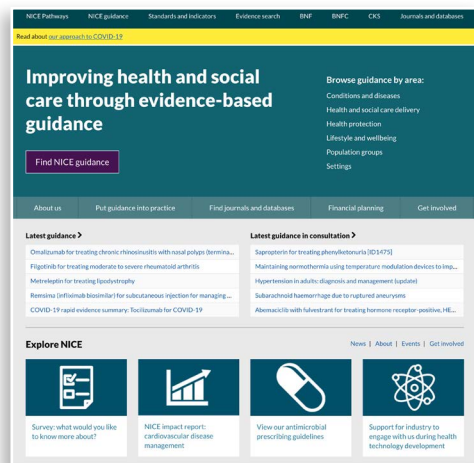 NICE Pathways NICE guidance Standards and indicators Evidence search BNF BNFC CKS Journals and databases
Read about our approach to COVID-19
Improving health and social
care through evidence-based
guidance
Find NICE guidance
Browse guidance by area:
Conditions and diseases
Health and social care delivery
Health protection
Lifestyle and wellbeing
Population groups
Settings
About us Put guidance into practice Find journals and databases Financial planning Get involved
Latest guidance >
Omalizumab for treating chronic rhinosinusitis with nasal polyps (termina...
Filgotinib for treating moderate to severe rheumatoid arthritis
Metreleptin for treating lipodystrophy
Remsima (infliximab biosimilar) for subcutaneous injection for managing ...
COVID-19 rapid evidence summary: Tocilizumab for COVID-19
Latest guidance in consultation >
Sapropterin for treating phenylketonuria [ID1475]
Maintaining normothermia using temperature modulation devices to imp...
Hypertension in adults: diagnosis and management (update)
Subarachnoid haemorrhage due to ruptured aneurysms
Abemaciclib with fulvestrant for treating hormone receptor-positive, HE...
Explore NICE
News | About | Events | Get involved
Survey: what would you like
to know more about?
NICE impact report:
cardiovascular disease
management
View our antimicrobial
prescribing guidelines
Support for industry to
engage with us during health
technology development